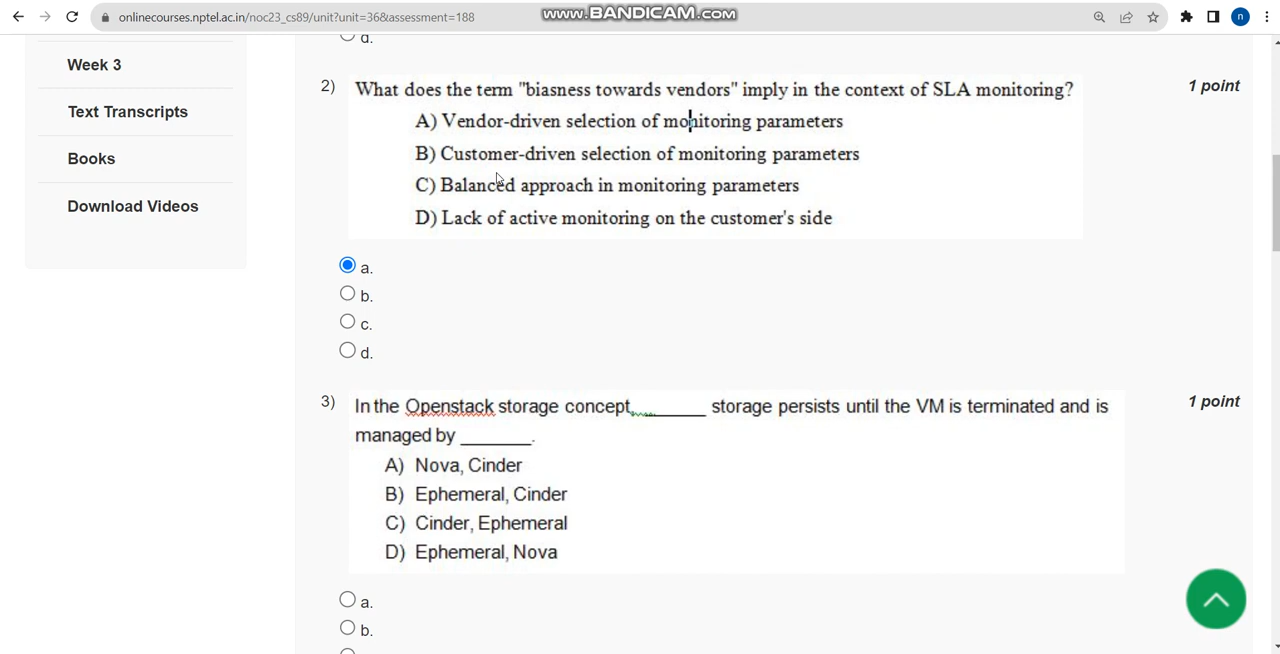 onlinecourses.nptel.ac.in/noc23_cs89/unit?unit=36&assessment=188
www.BANDICAM.com
n
Week 3
Text Transcripts
Books
Download Videos
d.
2) What does the term "biasness towards vendors" imply in the context of SLA monitoring? 1 point
A) Vendor-driven selection of monitoring parameters
B) Customer-driven selection of monitoring parameters
C) Balanced approach in monitoring parameters
D) Lack of active monitoring on the customer's side
a.
b.
c.
d.
3) In the Openstack storage concept, ______ storage persists until the VM is terminated and is 1 point
managed by _______.
A) Nova, Cinder
B) Ephemeral, Cinder
C) Cinder, Ephemeral
D) Ephemeral, Nova
a.
b.